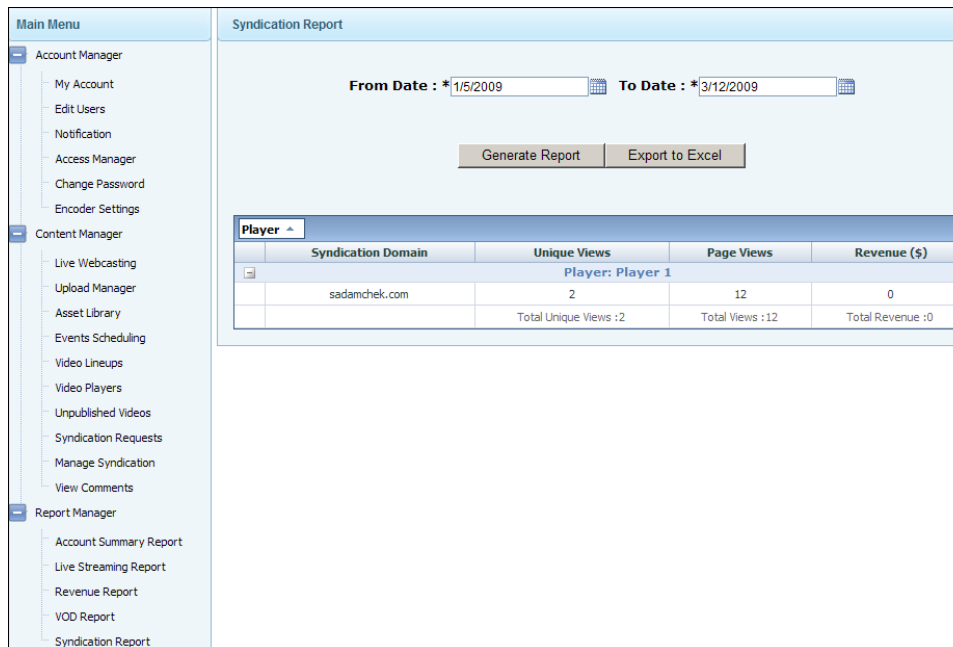 Main Menu
Account Manager
My Account
Edit Users
Notification
Access Manager
Change Password
Encoder Settings
Content Manager
Live Webcasting
Upload Manager
Asset Library
Events Scheduling
Video Lineups
Video Players
Unpublished Videos
Syndication Requests
Manage Syndication
View Comments
Report Manager
Account Summary Report
Live Streaming Report
Revenue Report
VOD Report
Syndication Report
Syndication Report
From Date : * 1/5/2009 To Date : * 3/12/2009
Generate Report Export to Excel
Player
Syndication Domain Unique Views Page Views Revenue ($)
Player: Player 1
sadamchek.com 2 12 0
Total Unique Views :2 Total Views :12 Total Revenue :0